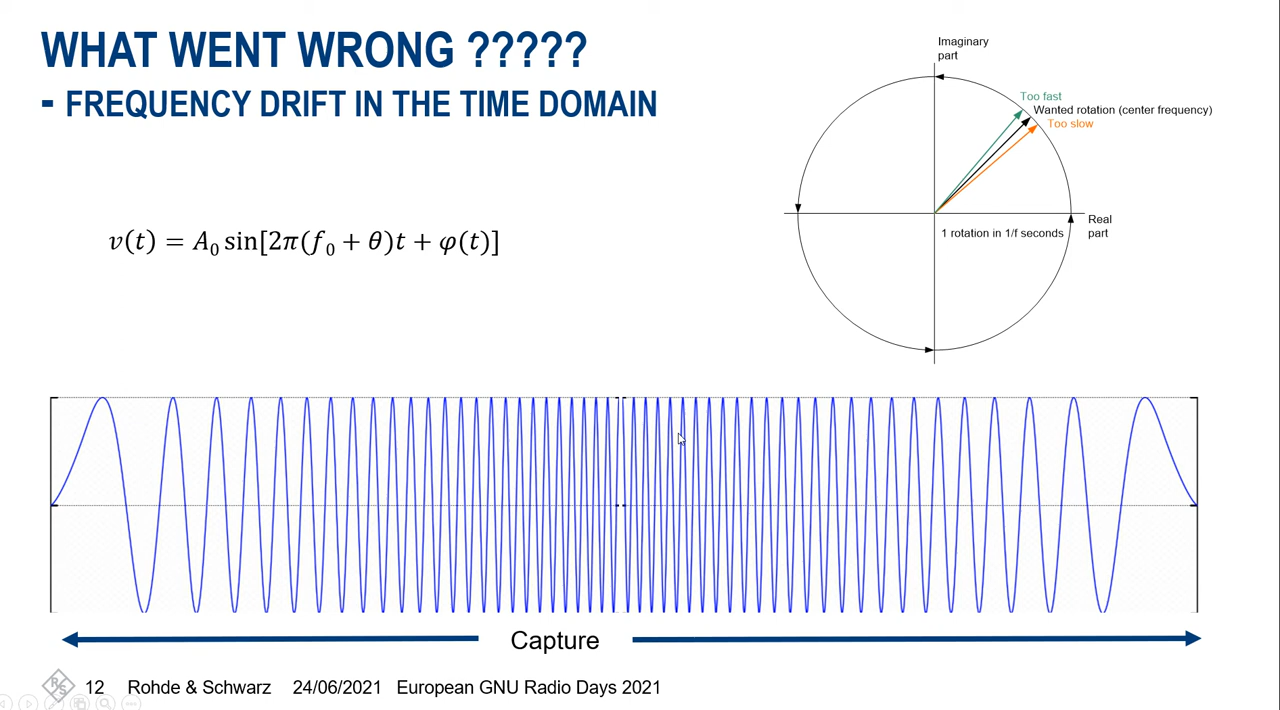 WHAT WENT WRONG ?????
- FREQUENCY DRIFT IN THE TIME DOMAIN
Imaginary
part
Too fast
Wanted rotation (center frequency)
Too slow
Real
part
1 rotation in 1/f seconds
v(t) = A₀ sin[2π(f₀ + θ)t + φ(t)]
Capture
R/S
12 Rohde & Schwarz 24/06/2021 European GNU Radio Days 2021